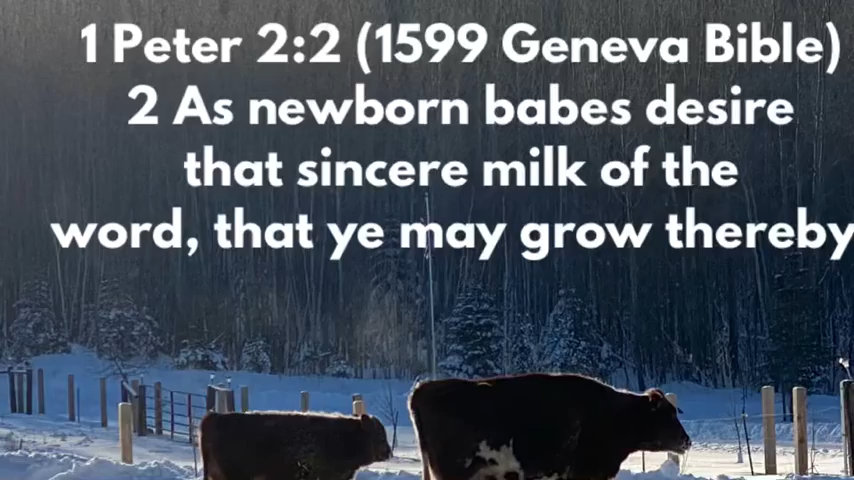 1 Peter 2:2 (1599 Geneva Bible)
2 As newborn babes desire
that sincere milk of the
word, that ye may grow thereby